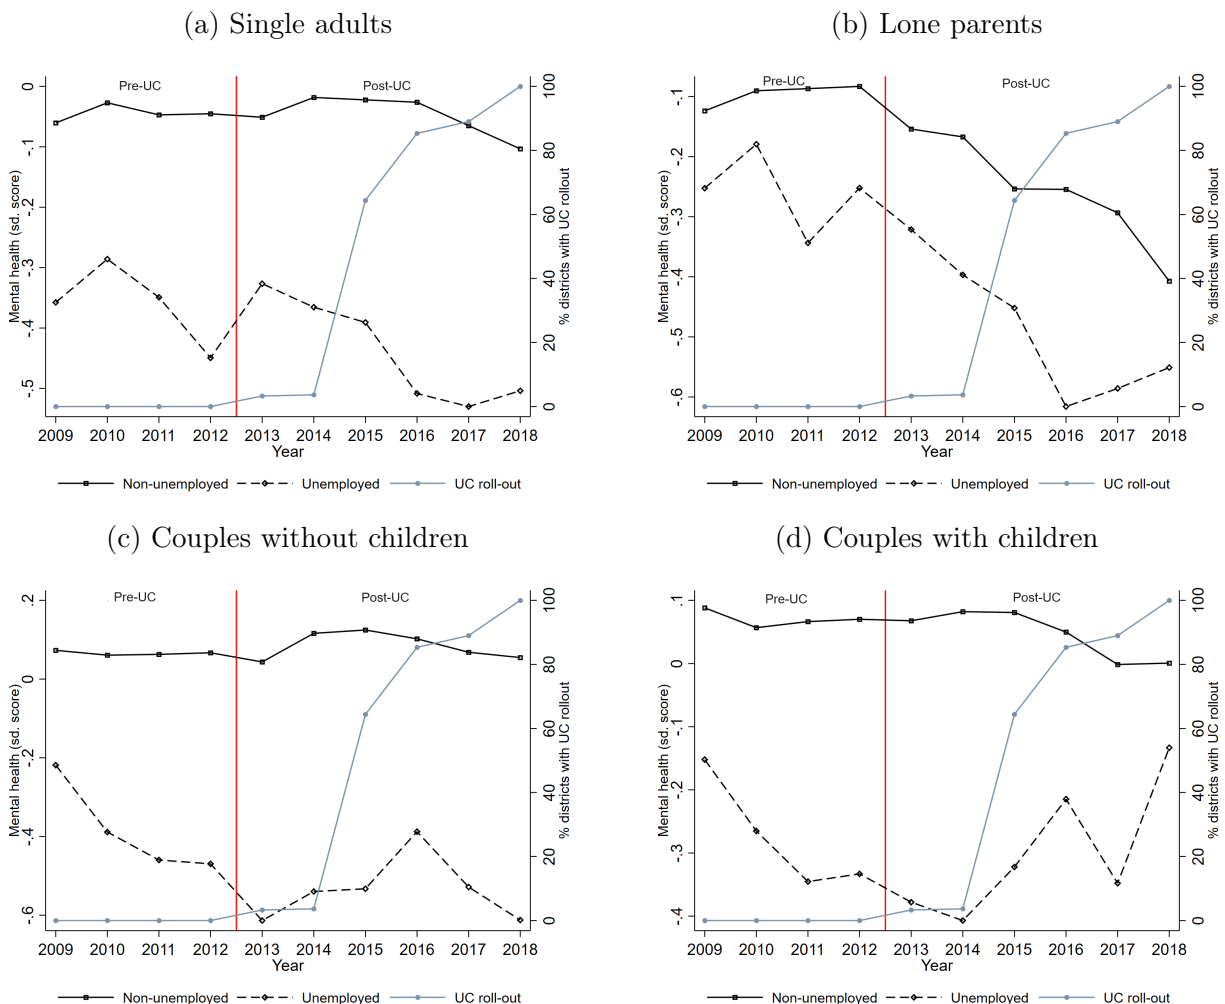 (a) Single adults
Pre-UC
Post-UC
Mental health (sd. score)
0
-.1
-.2
-.3
-.4
-.5
% districts with UC rollout
100
80
60
40
20
0
2009 2010 2011 2012 2013 2014 2015 2016 2017 2018
Year
Non-unemployed Unemployed UC roll-out
(b) Lone parents
Pre-UC
Post-UC
Mental health (sd. score)
-.1
-.2
-.3
-.4
-.5
-.6
% districts with UC rollout
100
80
60
40
20
0
2009 2010 2011 2012 2013 2014 2015 2016 2017 2018
Year
Non-unemployed Unemployed UC roll-out
(c) Couples without children
Pre-UC
Post-UC
Mental health (sd. score)
.2
0
-.2
-.4
-.6
% districts with UC rollout
100
80
60
40
20
0
2009 2010 2011 2012 2013 2014 2015 2016 2017 2018
Year
Non-unemployed Unemployed UC roll-out
(d) Couples with children
Pre-UC
Post-UC
Mental health (sd. score)
.1
0
-.1
-.2
-.3
-.4
% districts with UC rollout
100
80
60
40
20
0
2009 2010 2011 2012 2013 2014 2015 2016 2017 2018
Year
Non-unemployed Unemployed UC roll-out